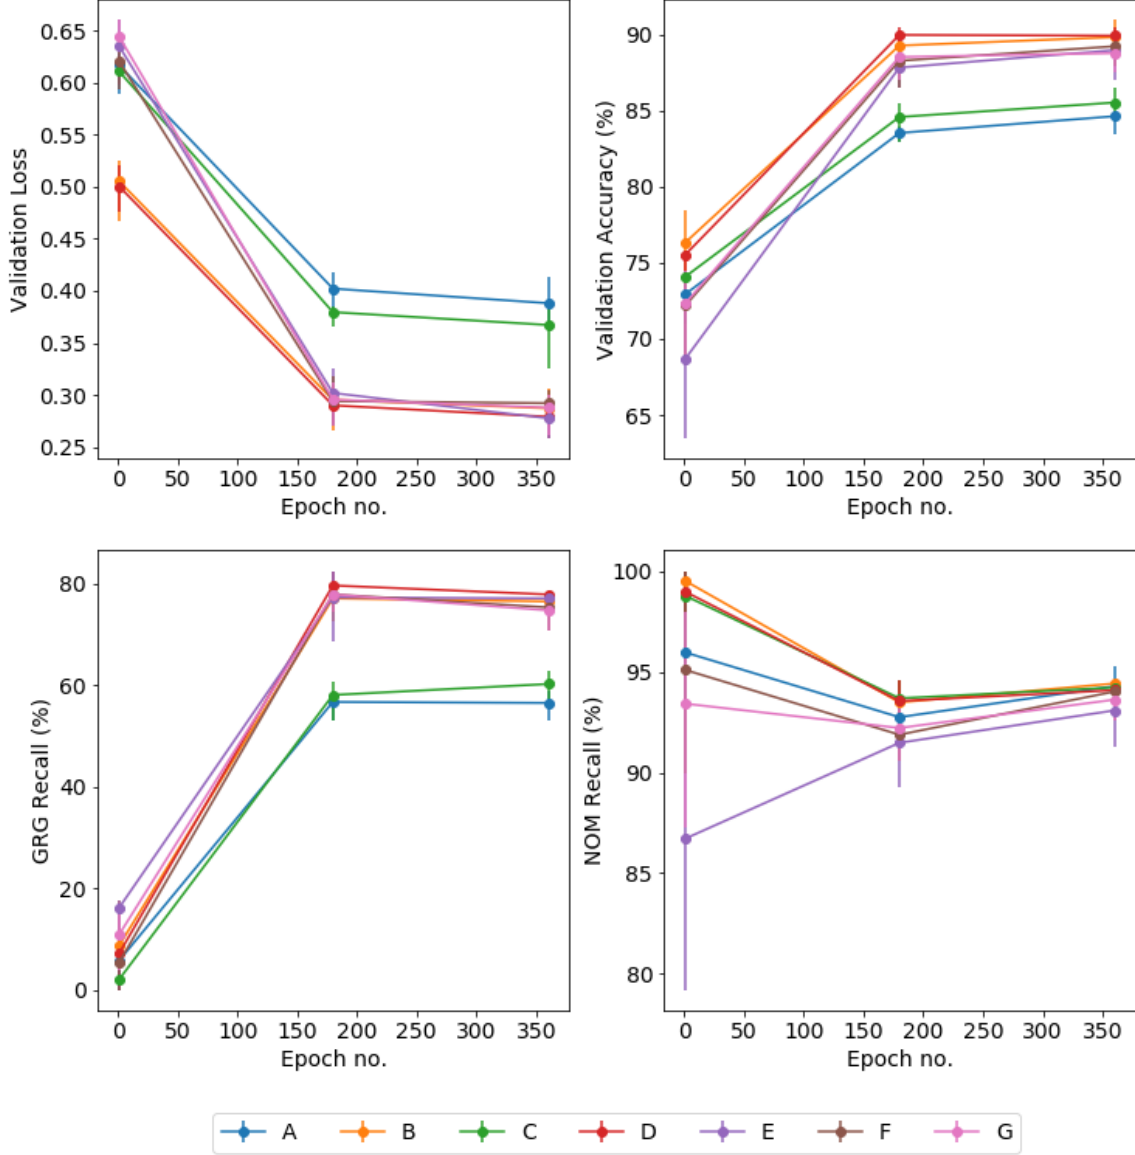 Validation Loss
0.65
0.60
0.55
0.50
0.45
0.40
0.35
0.30
0.25
0 50 100 150 200 250 300 350
Epoch no.
Validation Accuracy (%)
90
85
80
75
70
65
0 50 100 150 200 250 300 350
Epoch no.
GRG Recall (%)
80
60
40
20
0
0 50 100 150 200 250 300 350
Epoch no.
NOM Recall (%)
100
95
90
85
80
0 50 100 150 200 250 300 350
Epoch no.
A B C D E F G